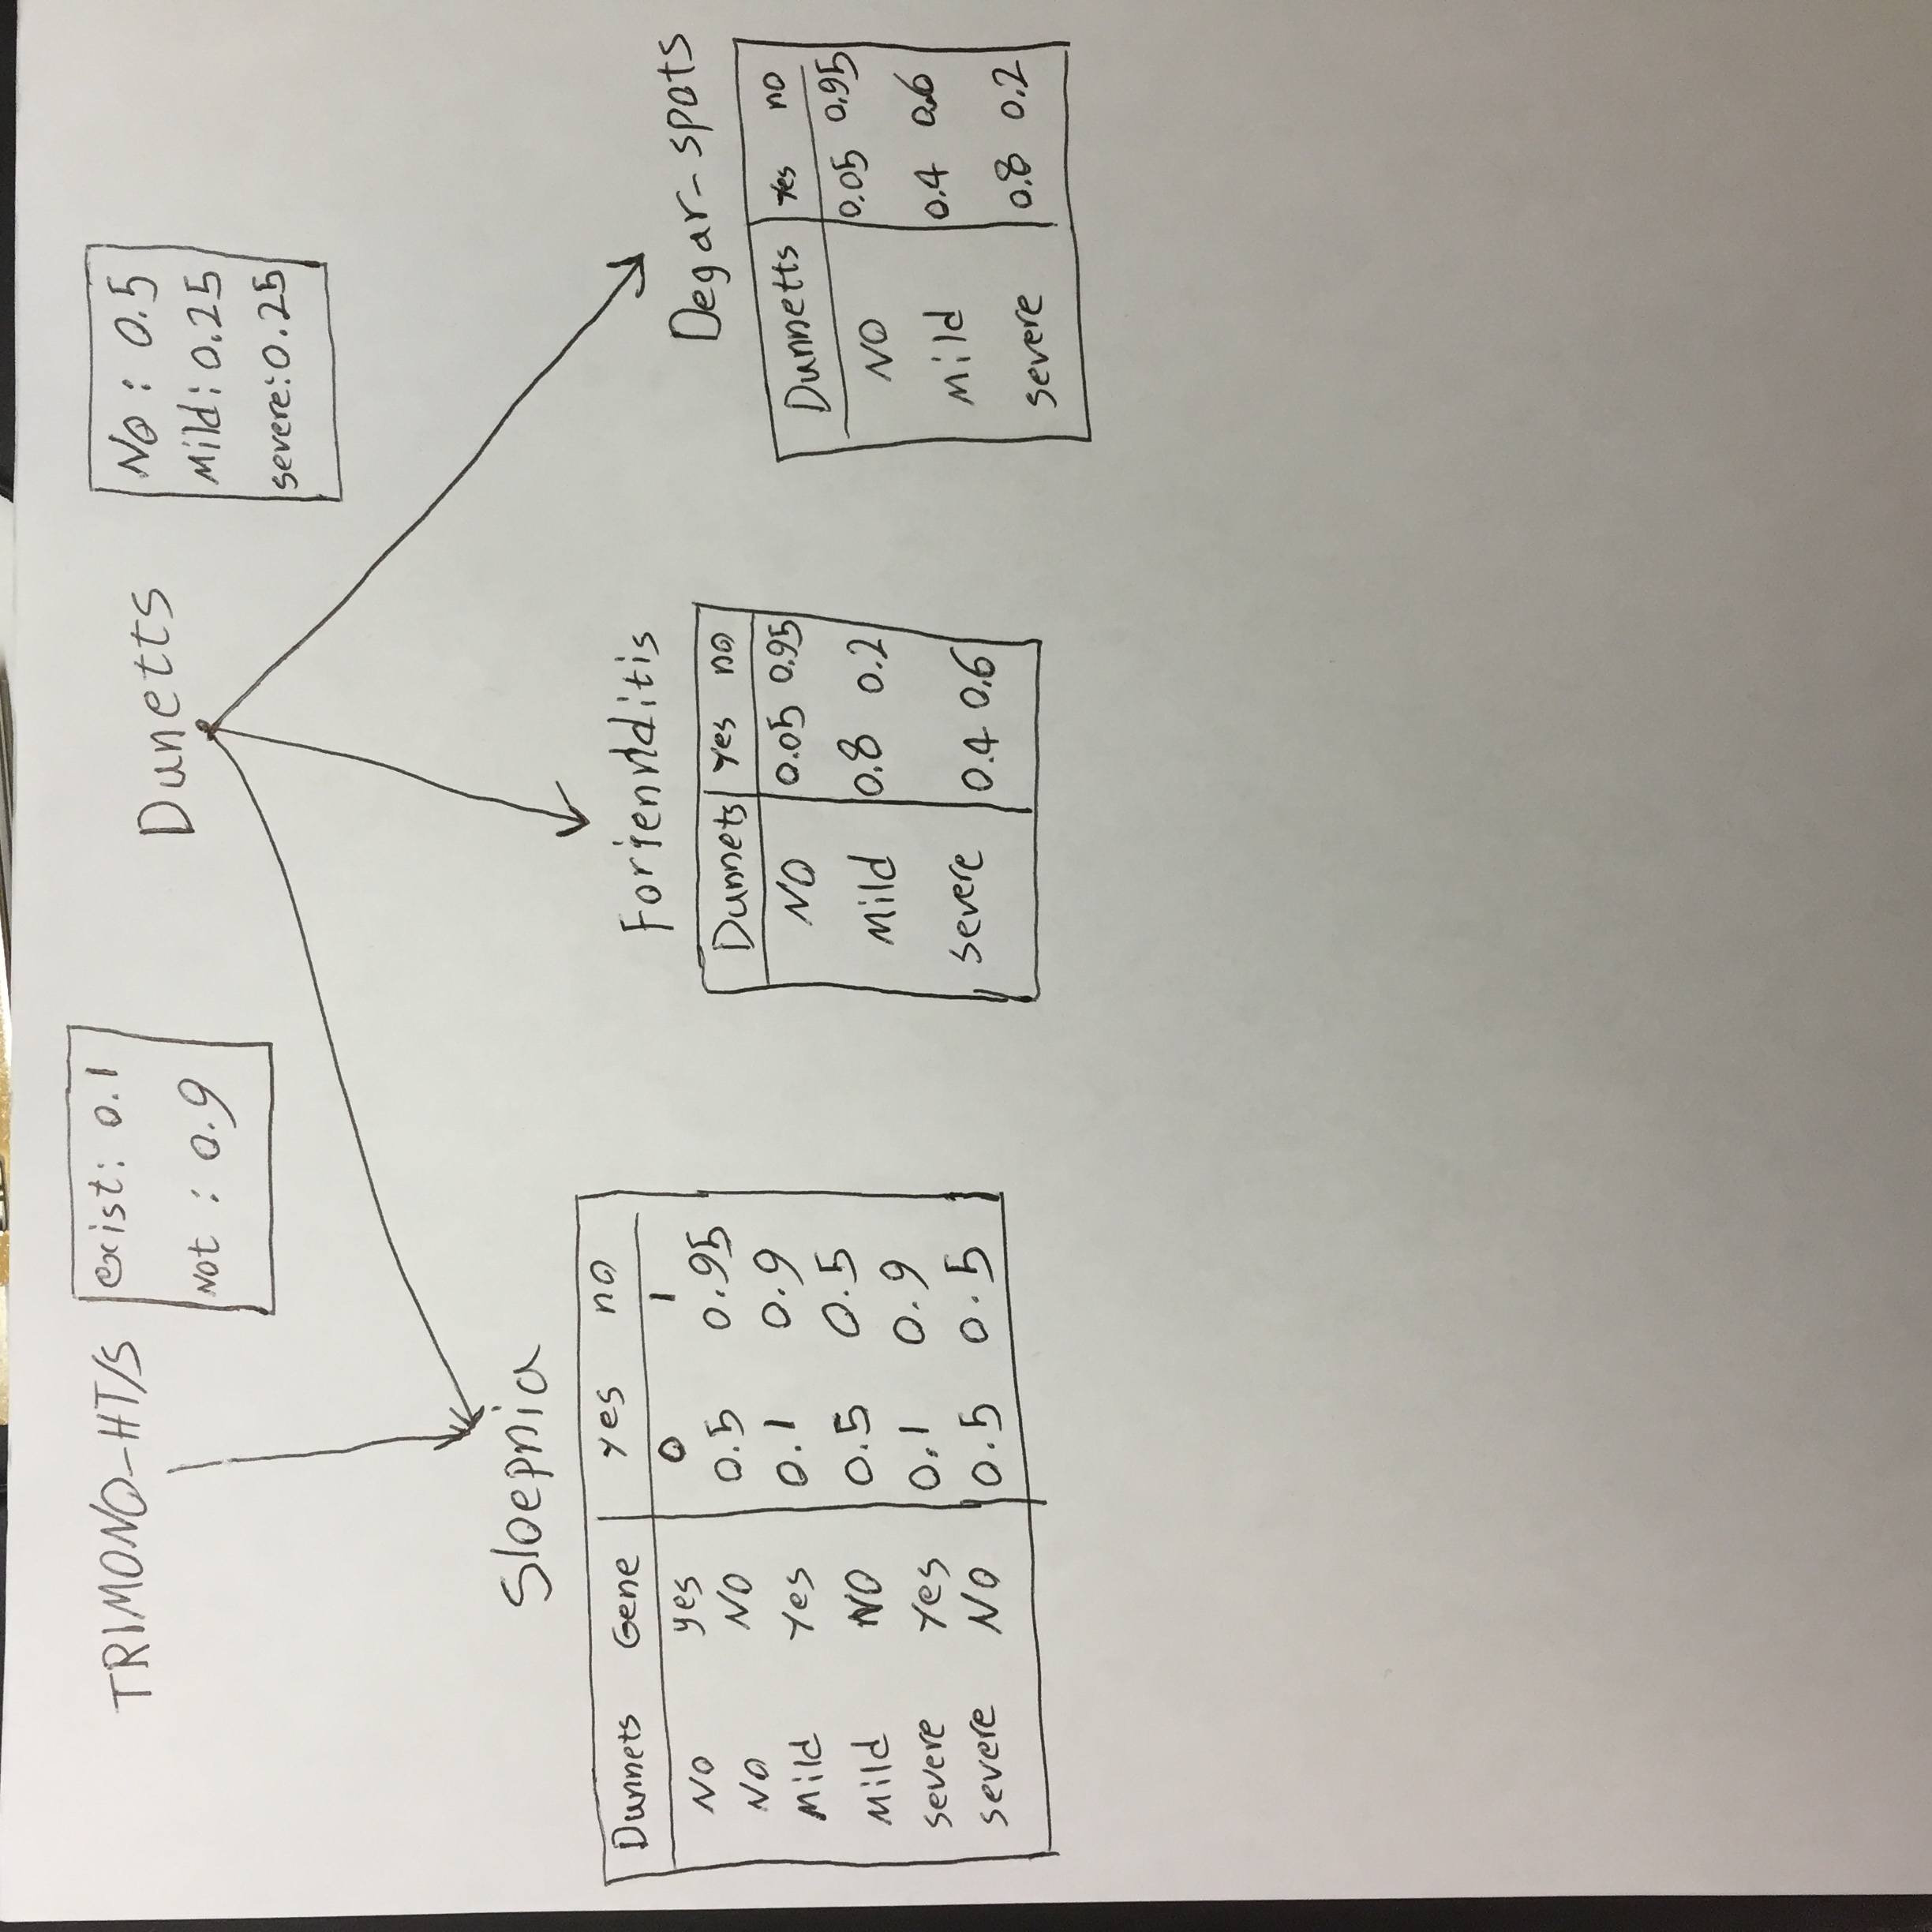 TRIMONO-HT/S
exist: 0.1
Not : 0.9
Dunetts
No : 0.5
Mild: 0.25
severe: 0.25
Sloepnia
Dunnets Gene yes no
NO yes 0 1
NO NO 0.5 0.95
Mild Yes 0.1 0.9
Mild NO 0.5 0.5
severe Yes 0.1 0.9
severe NO 0.5 0.5
Dunnets Yes no
NO 0.05 0.95
Mild 0.8 0.2
severe 0.4 0.6
Degar-spots
Dunnetts Yes no
NO 0.05 0.95
Mild 0.4 0.6
severe 0.8 0.2